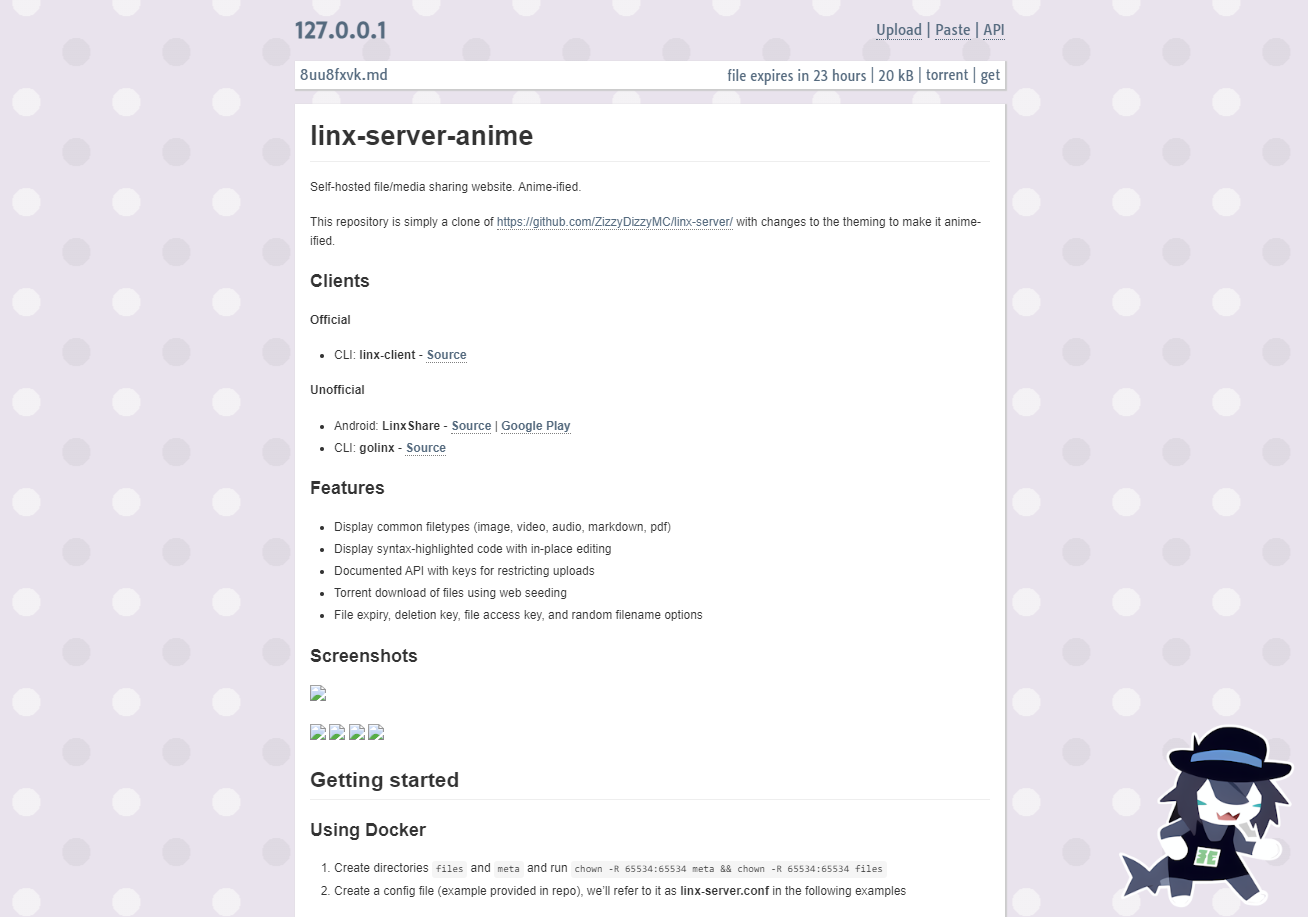 127.0.0.1
Upload | Paste | API
8uu8fxvk.md
file expires in 23 hours | 20 kB | torrent | get
linx-server-anime
Self-hosted file/media sharing website. Anime-ified.
This repository is simply a clone of https://github.com/ZizzyDizzyMC/linx-server/ with changes to the theming to make it anime-
ified.
Clients
Official
• CLI: linx-client - Source
Unofficial
• Android: LinxShare - Source | Google Play
• CLI: golinx - Source
Features
• Display common filetypes (image, video, audio, markdown, pdf)
• Display syntax-highlighted code with in-place editing
• Documented API with keys for restricting uploads
• Torrent download of files using web seeding
• File expiry, deletion key, file access key, and random filename options
Screenshots
Getting started
Using Docker
1. Create directories files and meta and run chown -R 65534:65534 meta && chown -R 65534:65534 files
2. Create a config file (example provided in repo), we'll refer to it as linx-server.conf in the following examples